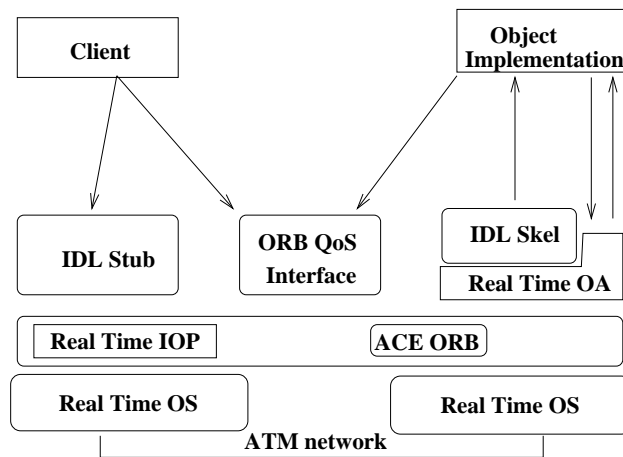 Client
Object
Implementation
IDL Stub
ORB QoS
Interface
IDL Skel
Real Time OA
Real Time IOP
ACE ORB
Real Time OS
Real Time OS
ATM network